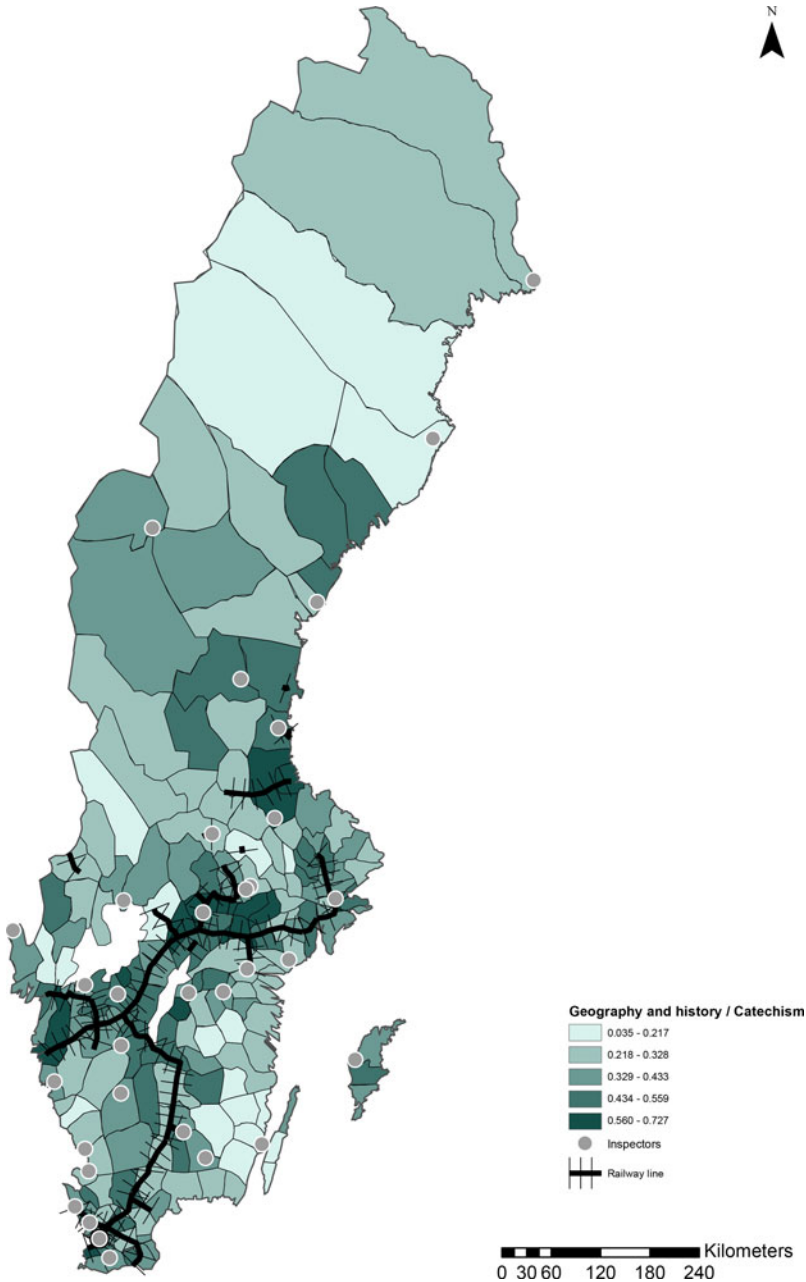 N
Geography and history / Catechism
0.035 - 0.217
0.218 - 0.328
0.329 - 0.433
0.434 - 0.559
0.560 - 0.727
Inspectors
Railway line
Kilometers
0 30 60 120 180 240